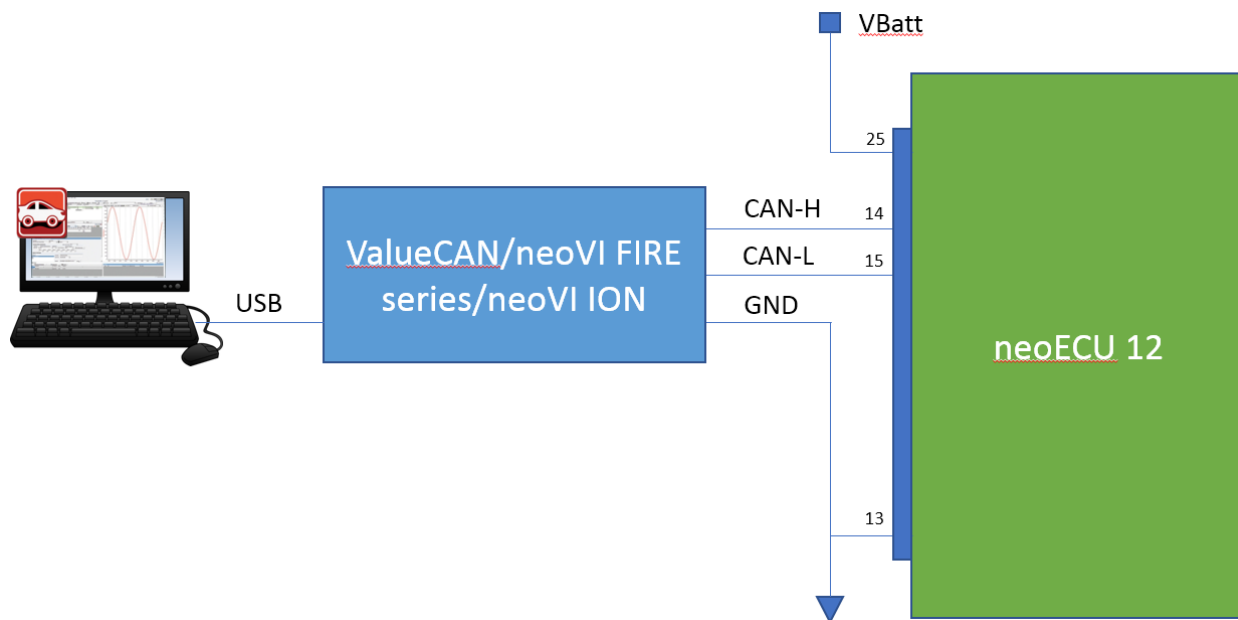 VBatt
25
CAN-H
14
CAN-L
15
USB
GND
ValueCAN/neoVI FIRE
series/neoVI ION
neoECU 12
13